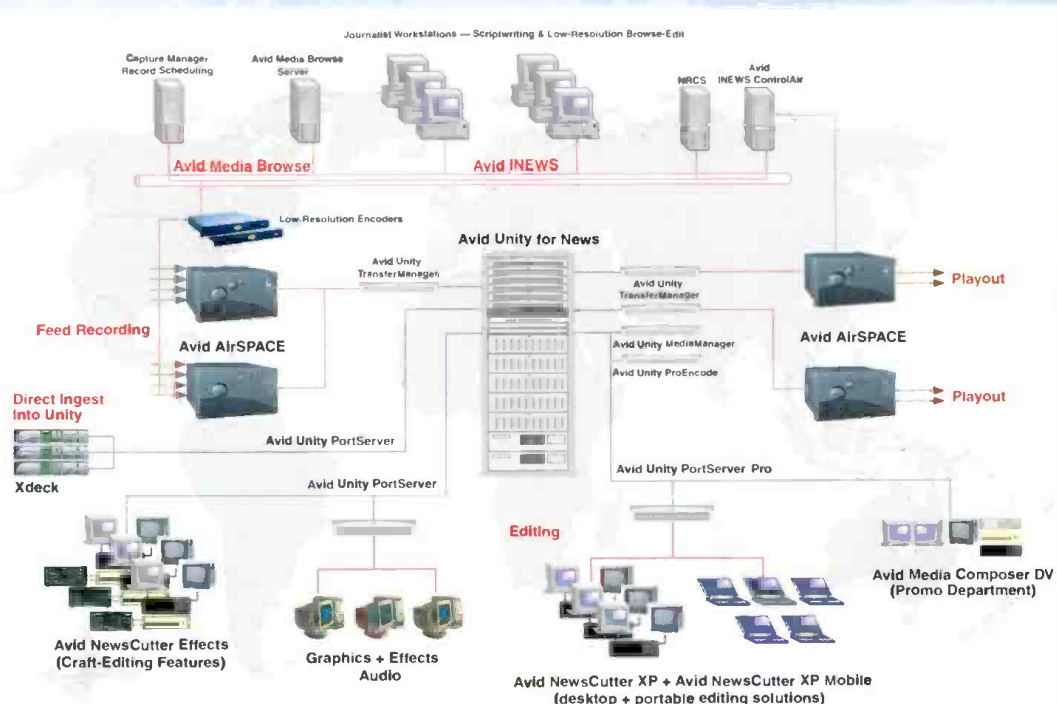 Journalist Workstations — Scriptwriting & Low-Resolution Browse-Edit
Capture Manager
Record Scheduling
Avid Media Browse
Server
NRCS
Avid
INEWS ControlAir
Avid Media Browse
Avid INEWS
Low-Resolution Encoders
Avid Unity for News
Avid Unity
TransferManager
Avid Unity
TransferManager
Playout
Feed Recording
Avid AirSPACE
Avid Unity MediaManager
Avid AirSPACE
Avid Unity ProEncode
Direct Ingest
Into Unity
Playout
Avid Unity PortServer
Xdeck
Avid Unity PortServer
Avid Unity PortServer Pro
Editing
Avid NewsCutter Effects
(Craft-Editing Features)
Graphics + Effects
Audio
Avid Media Composer DV
(Promo Department)
Avid NewsCutter XP + Avid NewsCutter XP Mobile
(desktop + portable editing solutions)